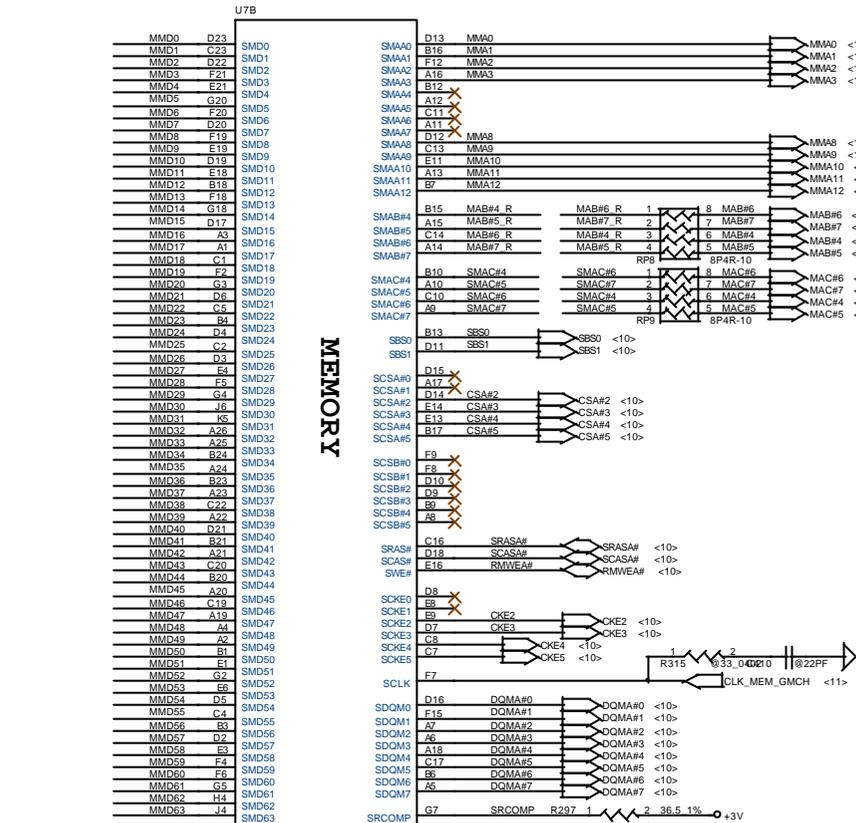 U7B
MEMORY
MMD0 D23 SMD0
MMD1 C23 SMD1
MMD2 D22 SMD2
MMD3 F21 SMD3
MMD4 E21 SMD4
MMD5 G20 SMD5
MMD6 F20 SMD6
MMD7 D20 SMD7
MMD8 F19 SMD8
MMD9 E19 SMD9
MMD10 D19 SMD10
MMD11 E18 SMD11
MMD12 B18 SMD12
MMD13 F18 SMD13
MMD14 G18 SMD14
MMD15 D17 SMD15
MMD16 A3 SMD16
MMD17 A1 SMD17
MMD18 C1 SMD18
MMD19 F2 SMD19
MMD20 G3 SMD20
MMD21 D6 SMD21
MMD22 C5 SMD22
MMD23 B4 SMD23
MMD24 D4 SMD24
MMD25 C2 SMD25
MMD26 D3 SMD26
MMD27 E4 SMD27
MMD28 F5 SMD28
MMD29 G4 SMD29
MMD30 J6 SMD30
MMD31 K5 SMD31
MMD32 A26 SMD32
MMD33 A25 SMD33
MMD34 B24 SMD34
MMD35 A24 SMD35
MMD36 B23 SMD36
MMD37 A23 SMD37
MMD38 C22 SMD38
MMD39 A22 SMD39
MMD40 D21 SMD40
MMD41 B21 SMD41
MMD42 A21 SMD42
MMD43 C20 SMD43
MMD44 B20 SMD44
MMD45 A20 SMD45
MMD46 C19 SMD46
MMD47 A19 SMD47
MMD48 A4 SMD48
MMD49 A2 SMD49
MMD50 B1 SMD50
MMD51 E1 SMD51
MMD52 G2 SMD52
MMD53 E6 SMD53
MMD54 D5 SMD54
MMD55 C4 SMD55
MMD56 B3 SMD56
MMD57 D2 SMD57
MMD58 E3 SMD58
MMD59 F4 SMD59
MMD60 F6 SMD60
MMD61 G5 SMD61
MMD62 H4 SMD62
MMD63 J4 SMD63
SMAA0 D13 MMA0 MMA0
SMAA1 B16 MMA1 MMA1
SMAA2 F12 MMA2 MMA2
SMAA3 A16 MMA3 MMA3
SMAA4 B12
SMAA5 A12
SMAA6 C11
SMAA7 A11
SMAA8 D12 MMA8 MMA8
SMAA9 C13 MMA9 MMA9
SMAA10 E11 MMA10 MMA10
SMAA11 A13 MMA11 MMA11
SMAA12 B7 MMA12 MMA12
SMAB#4 B15 MAB#4_R MAB#6_R 1 8 MAB#6 MAB#6
SMAB#5 A15 MAB#5_R MAB#7_R 2 7 MAB#7 MAB#7
SMAB#6 C14 MAB#6_R MAB#4_R 3 6 MAB#4 MAB#4
SMAB#7 A14 MAB#7_R MAB#5_R 4 5 MAB#5 MAB#5
RP8 8P4R-10
SMAC#4 B10 SMAC#4 SMAC#6 1 8 MAC#6 MAC#6
SMAC#5 A10 SMAC#5 SMAC#7 2 7 MAC#7 MAC#7
SMAC#6 C10 SMAC#6 SMAC#4 3 6 MAC#4 MAC#4
SMAC#7 A9 SMAC#7 SMAC#5 4 5 MAC#5 MAC#5
RP9 8P4R-10
SBS0 B13 SBS0 SBS0 <10>
SBS1 D11 SBS1 SBS1 <10>
SCSA#0 D15
SCSA#1 A17
SCSA#2 D14 CSA#2 CSA#2 <10>
SCSA#3 E14 CSA#3 CSA#3 <10>
SCSA#4 E13 CSA#4 CSA#4 <10>
SCSA#5 B17 CSA#5 CSA#5 <10>
SCSB#0 F9
SCSB#1 F8
SCSB#2 D10
SCSB#3 D9
SCSB#4 B9
SCSB#5 A8
SRAS# C16 SRASA# SRASA# <10>
SCAS# D18 SCASA# SCASA# <10>
SWE# E16 RMWEA# RMWEA# <10>
SCKE0 D8
SCKE1 E8
SCKE2 E9 CKE2 CKE2 <10>
SCKE3 D7 CKE3 CKE3 <10>
SCKE4 C8 CKE4 <10>
SCKE5 C7 CKE5 <10>
1 2
R315 @22PF
SCLK F7 CLK_MEM_GMCH <11>
SDQM0 D16 DQMA#0 DQMA#0 <10>
SDQM1 F15 DQMA#1 DQMA#1 <10>
SDQM2 A7 DQMA#2 DQMA#2 <10>
SDQM3 A6 DQMA#3 DQMA#3 <10>
SDQM4 A18 DQMA#4 DQMA#4 <10>
SDQM5 C17 DQMA#5 DQMA#5 <10>
SDQM6 B6 DQMA#6 DQMA#6 <10>
SDQM7 A5 DQMA#7 DQMA#7 <10>
SRCOMP G7 SRCOMP R297 1 2 36.5_1% +3V